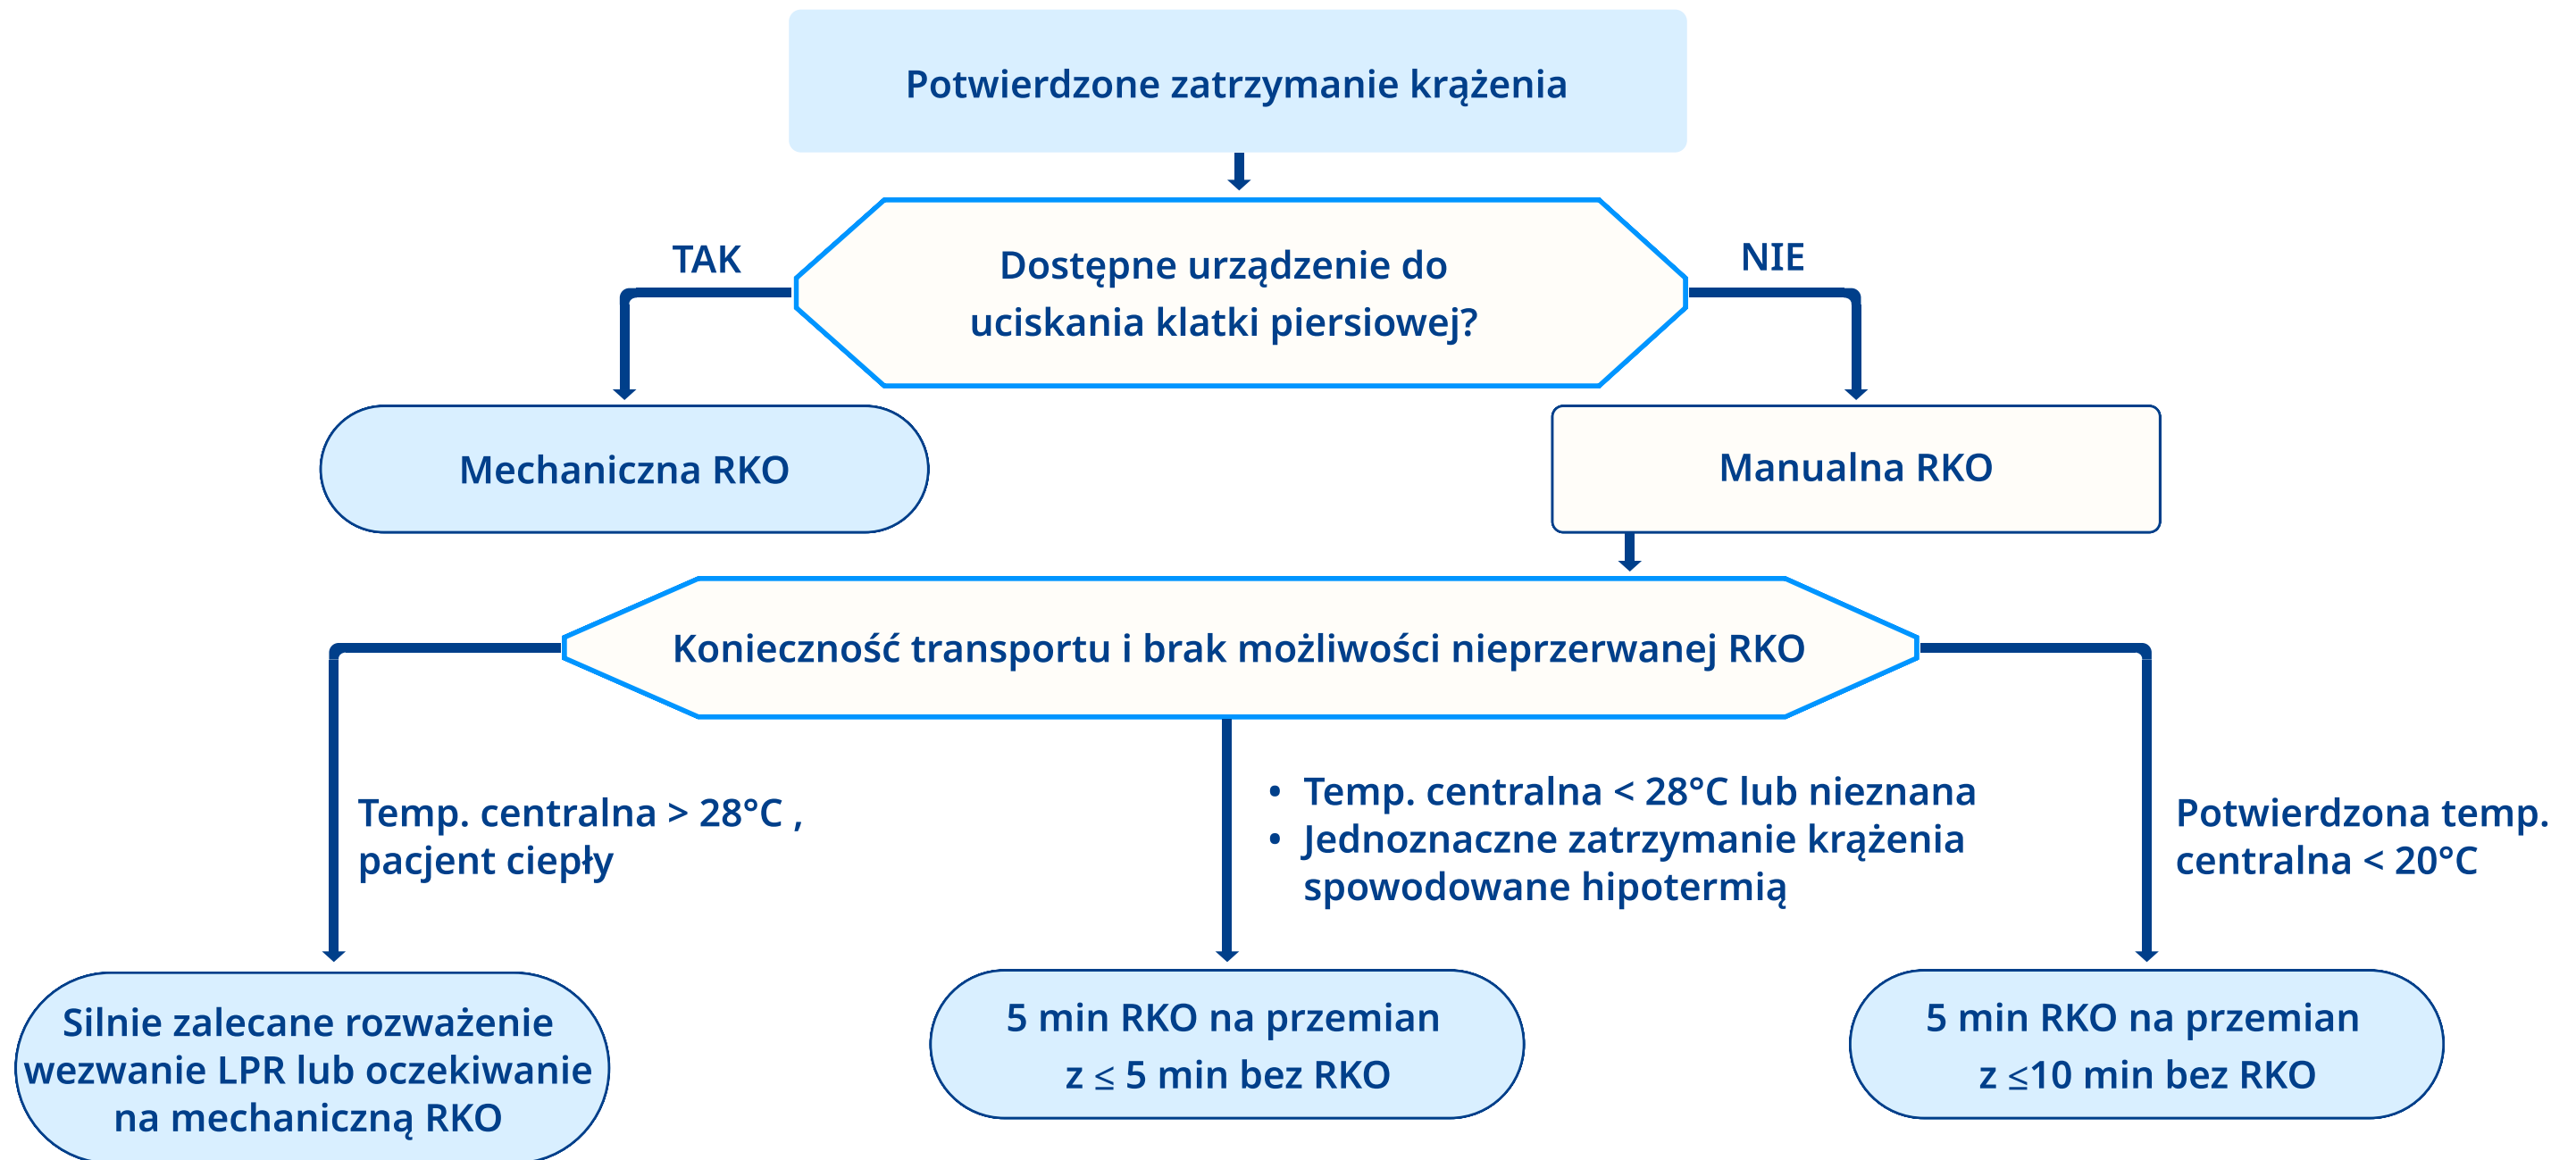 Potwierdzone zatrzymanie krążenia
Dostępne urządzenie do
uciskania klatki piersiowej?
TAK
NIE
Mechaniczna RKO
Manualna RKO
Konieczność transportu i brak możliwości nieprzerwanej RKO
Temp. centralna > 28°C ,
pacjent ciepły
• Temp. centralna < 28°C lub nieznana
• Jednoznaczne zatrzymanie krążenia
spowodowane hipotermią
Potwierdzona temp.
centralna < 20°C
Silnie zalecane rozważenie
wezwanie LPR lub oczekiwanie
na mechaniczną RKO
5 min RKO na przemian
z ≤ 5 min bez RKO
5 min RKO na przemian
z ≤10 min bez RKO